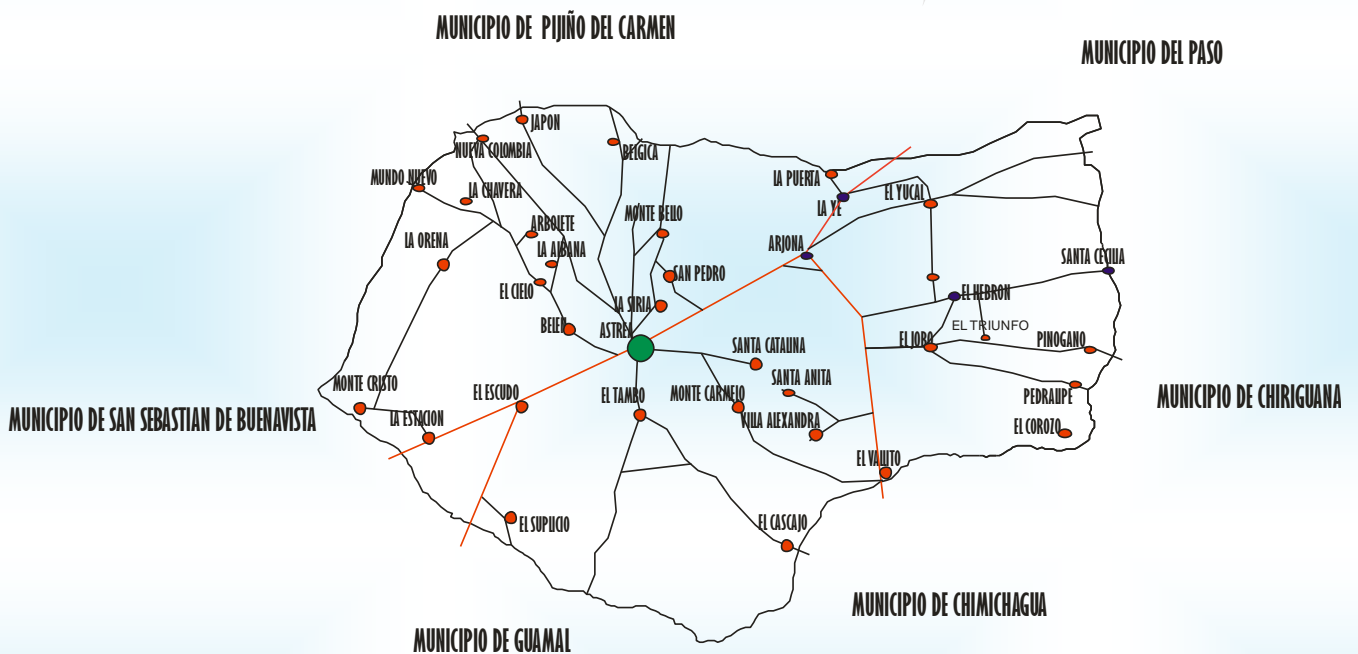 MUNICIPIO DE PIJIÑO DEL CARMEN
MUNICIPIO DEL PASO
JAPON
NUEVA COLOMBIA
BELGICA
MUNDO NUEVO
LA CHAVERA
LA PUERTA
EL YUCAL
LA YE
ARBOLETE
MONTE BELLO
LA ORENA
LA AIBANA
ARJONA
SANTA CECILIA
SAN PEDRO
EL CIELO
EL HEBRON
LA SIRIA
BELEN
ASTREA
EL TRIUNFO
EL JOBO
PINOGANO
SANTA CATALINA
SANTA ANITA
MONTE CRISTO
EL ESCUDO
EL TAMBO
MONTE CARMELO
PEDRALIPE
MUNICIPIO DE CHIRIGUANA
MUNICIPIO DE SAN SEBASTIAN DE BUENAVISTA
LA ESTACION
VILLA ALEXANDRA
EL COROZO
EL VALLITO
EL SUPLICIO
EL CASCAJO
MUNICIPIO DE CHIMICHAGUA
MUNICIPIO DE GUAMAL